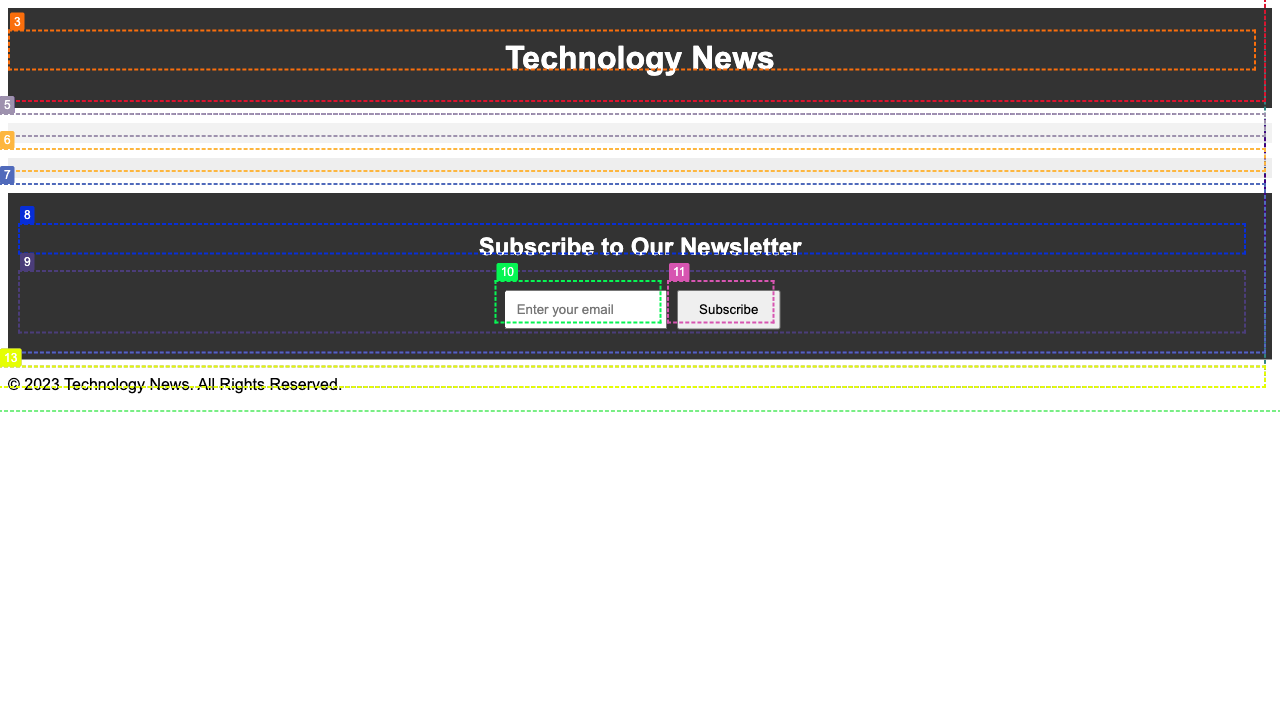 3
Technology News
5
6
7
8
Subscribe to Our Newsletter
9
10 11
Enter your email Subscribe
13
© 2023 Technology News. All Rights Reserved.